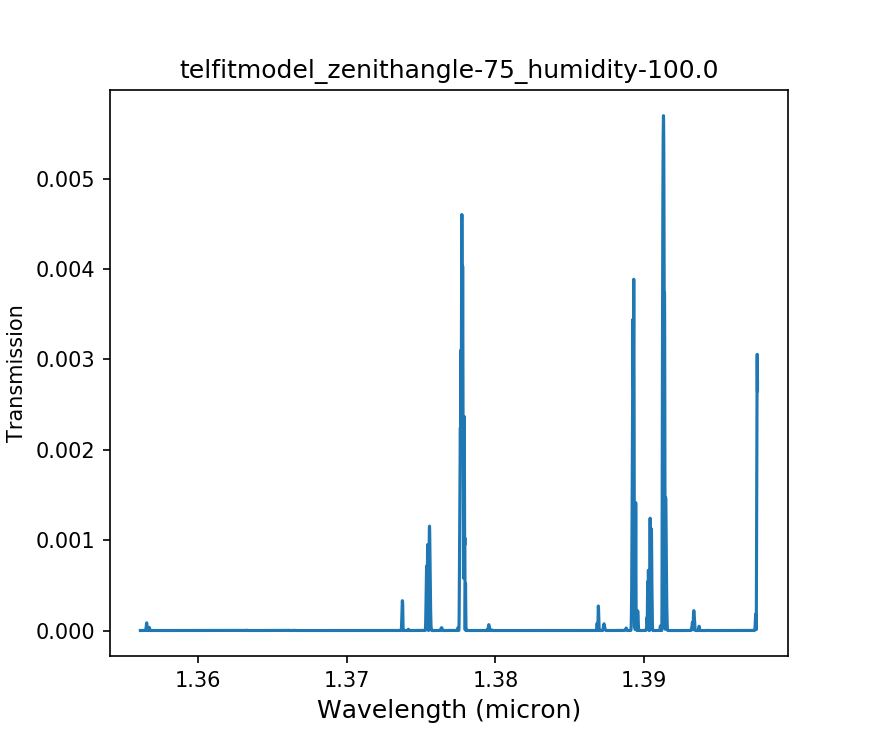 telfitmodel_zenithangle-75_humidity-100.0
0.005
0.004
0.003
0.002
0.001
0.000
Transmission
1.36 1.37 1.38 1.39
Wavelength (micron)